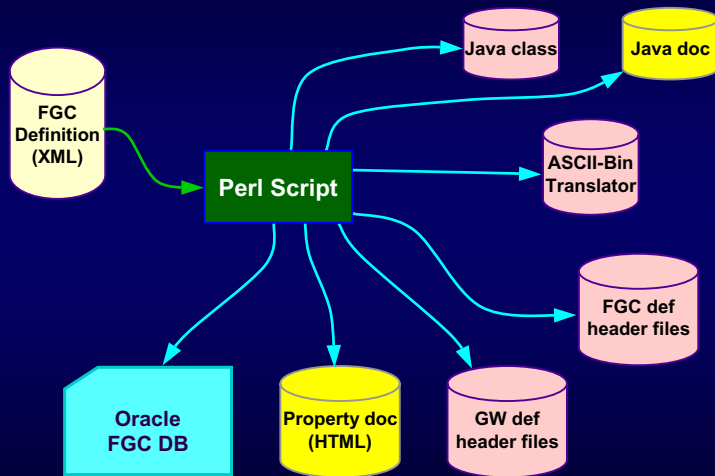 Java class
Java doc
FGC
Definition
(XML)
ASCII-Bin
Translator
Perl Script
FGC def
header files
Oracle
FGC DB
Property doc
(HTML)
GW def
header files